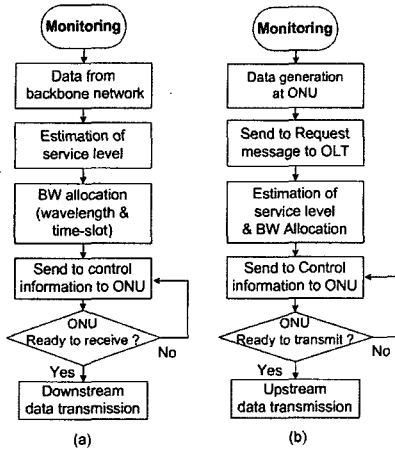 Monitoring
Data from
backbone network
Estimation of
service level
BW allocation
(wavelength &
time-slot)
Send to control
information to ONU
ONU
Ready to receive ?
No
Yes
Downstream
data transmission
(a)
Monitoring
Data generation
at ONU
Send to Request
message to OLT
Estimation of
service level
& BW Allocation
Send to Control
information to ONU
ONU
Ready to transmit ?
No
Yes
Upstream
data transmission
(b)